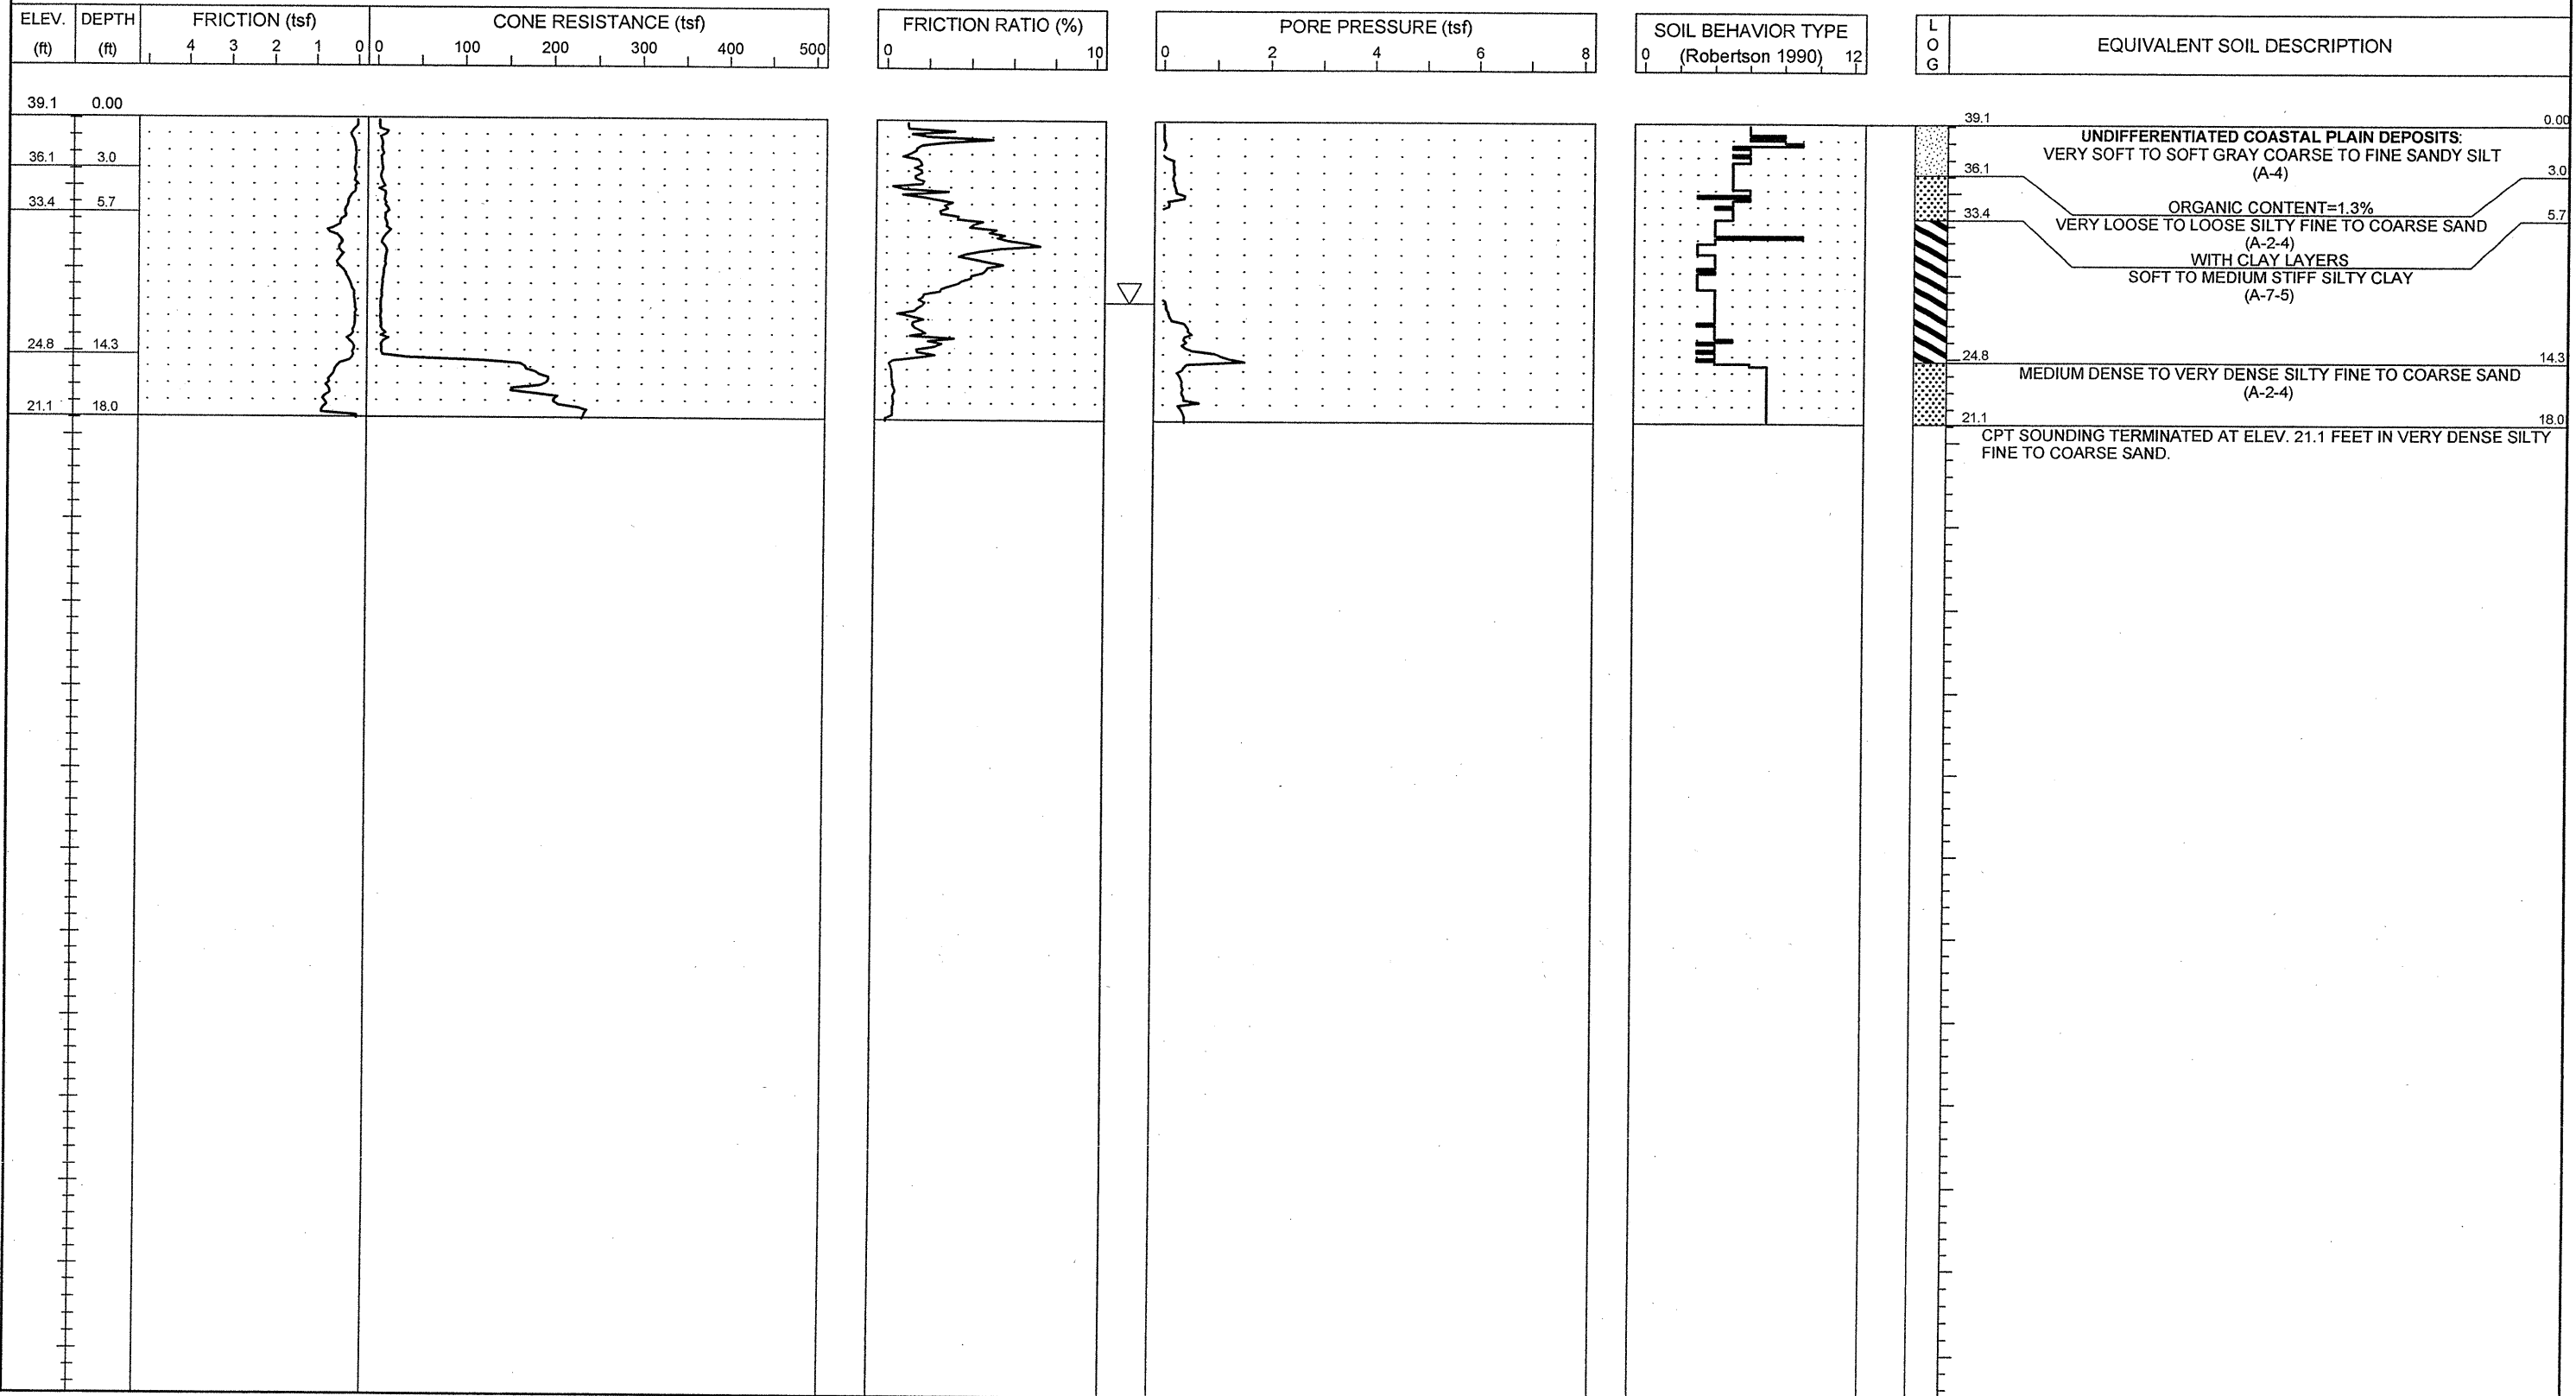 ELEV.
(ft)
DEPTH
(ft)
FRICTION (tsf)
4 3 2 1 0
CONE RESISTANCE (tsf)
0 100 200 300 400 500
FRICTION RATIO (%)
0 10
PORE PRESSURE (tsf)
0 2 4 6 8
SOIL BEHAVIOR TYPE
(Robertson 1990)
0 12
L
O
G
EQUIVALENT SOIL DESCRIPTION
39.1 0.00
36.1 3.0
33.4 5.7
24.8 14.3
21.1 18.0
39.1 0.00
UNDIFFERENTIATED COASTAL PLAIN DEPOSITS:
VERY SOFT TO SOFT GRAY COARSE TO FINE SANDY SILT
(A-4)
36.1 3.0
ORGANIC CONTENT=1.3%
33.4 5.7
VERY LOOSE TO LOOSE SILTY FINE TO COARSE SAND
(A-2-4)
WITH CLAY LAYERS
SOFT TO MEDIUM STIFF SILTY CLAY
(A-7-5)
24.8 14.3
MEDIUM DENSE TO VERY DENSE SILTY FINE TO COARSE SAND
(A-2-4)
21.1 18.0
CPT SOUNDING TERMINATED AT ELEV. 21.1 FEET IN VERY DENSE SILTY
FINE TO COARSE SAND.